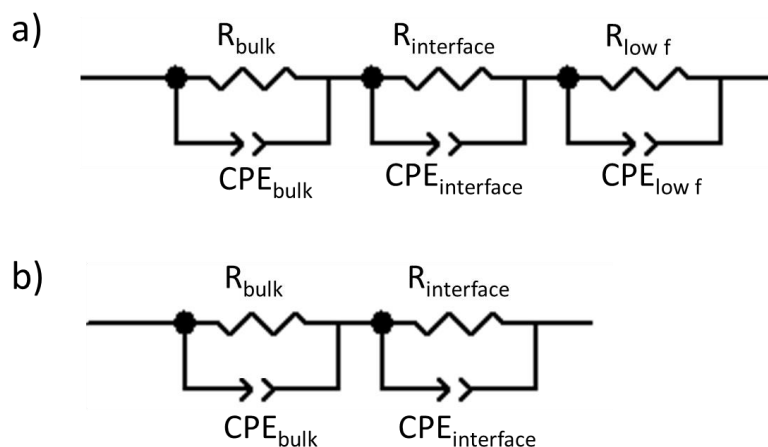 a)
R_bulk R_interface R_low f
CPE_bulk CPE_interface CPE_low f
b)
R_bulk R_interface
CPE_bulk CPE_interface